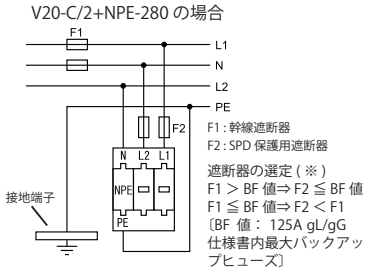 V20-C/2+NPE-280 の場合
F1
L1
N
L2
PE
F2
F1 : 幹線遮断器
F2 : SPD 保護用遮断器
N L2 L1
遮断器の選定 ( ※ )
F1 > BF 値⇒ F2 ≦ BF 値
NPE
F1 ≦ BF 値⇒ F2 < F1
接地端子
〔BF 値 : 125A gL/gG
PE
仕様書内最大バックアッ
プヒューズ〕